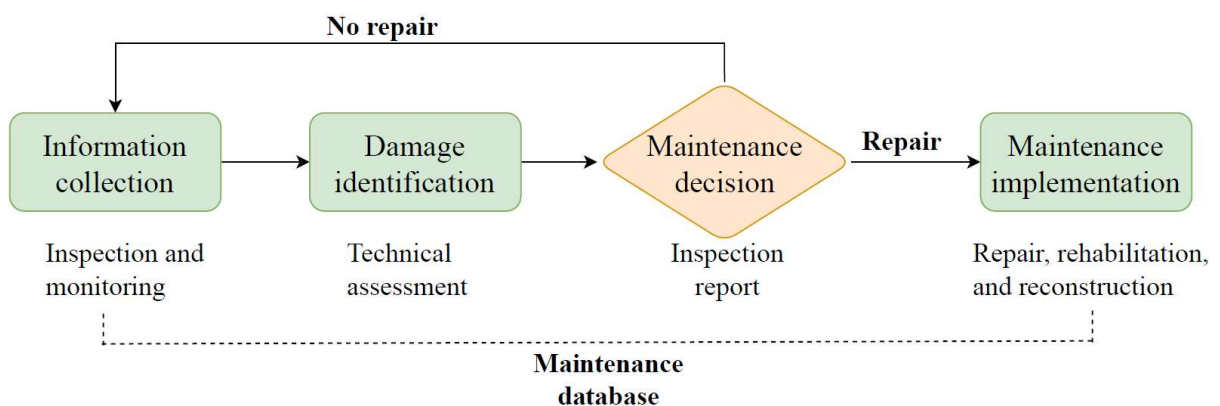 No repair
Information
collection
Damage
identification
Maintenance
decision
Repair
Maintenance
implementation
Inspection and
monitoring
Technical
assessment
Inspection
report
Repair, rehabilitation,
and reconstruction
Maintenance
database